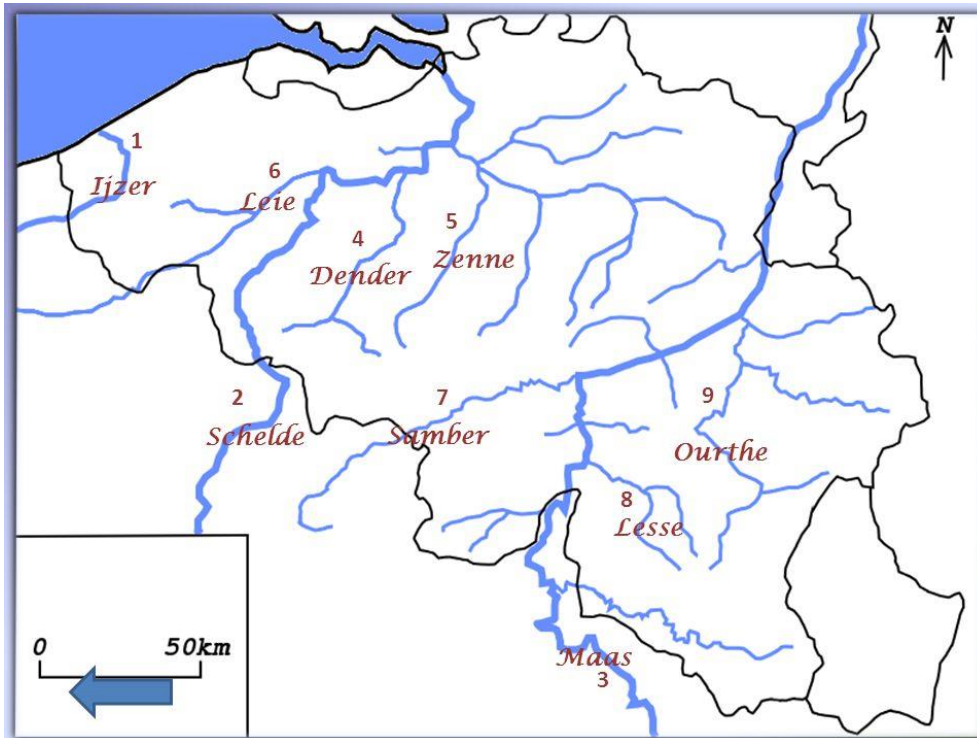 N
1
Ijzer
6
Leie
5
Zenne
4
Dender
2
Schelde
7
Samber
9
Ourthe
8
Lesse
Maas
3
0 50km